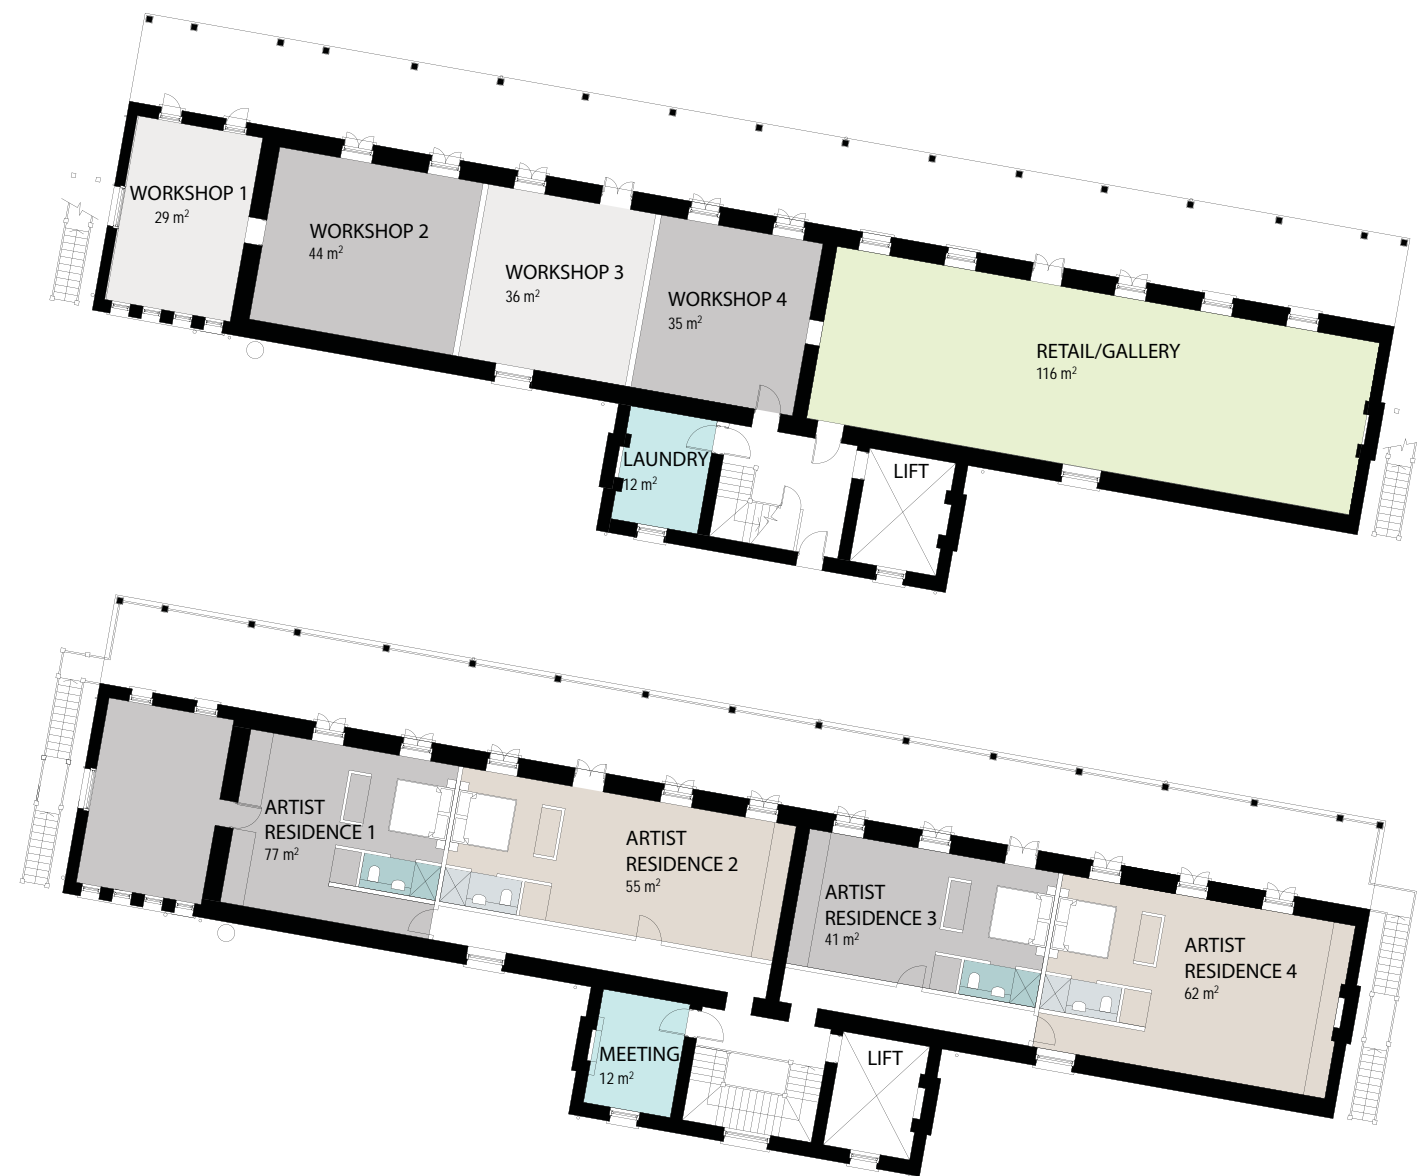 WORKSHOP 1
29 m²
WORKSHOP 2
44 m²
WORKSHOP 3
36 m²
WORKSHOP 4
35 m²
RETAIL/GALLERY
116 m²
LAUNDRY
12 m²
LIFT
ARTIST
RESIDENCE 1
77 m²
ARTIST
RESIDENCE 2
55 m²
ARTIST
RESIDENCE 3
41 m²
ARTIST
RESIDENCE 4
62 m²
MEETING
12 m²
LIFT